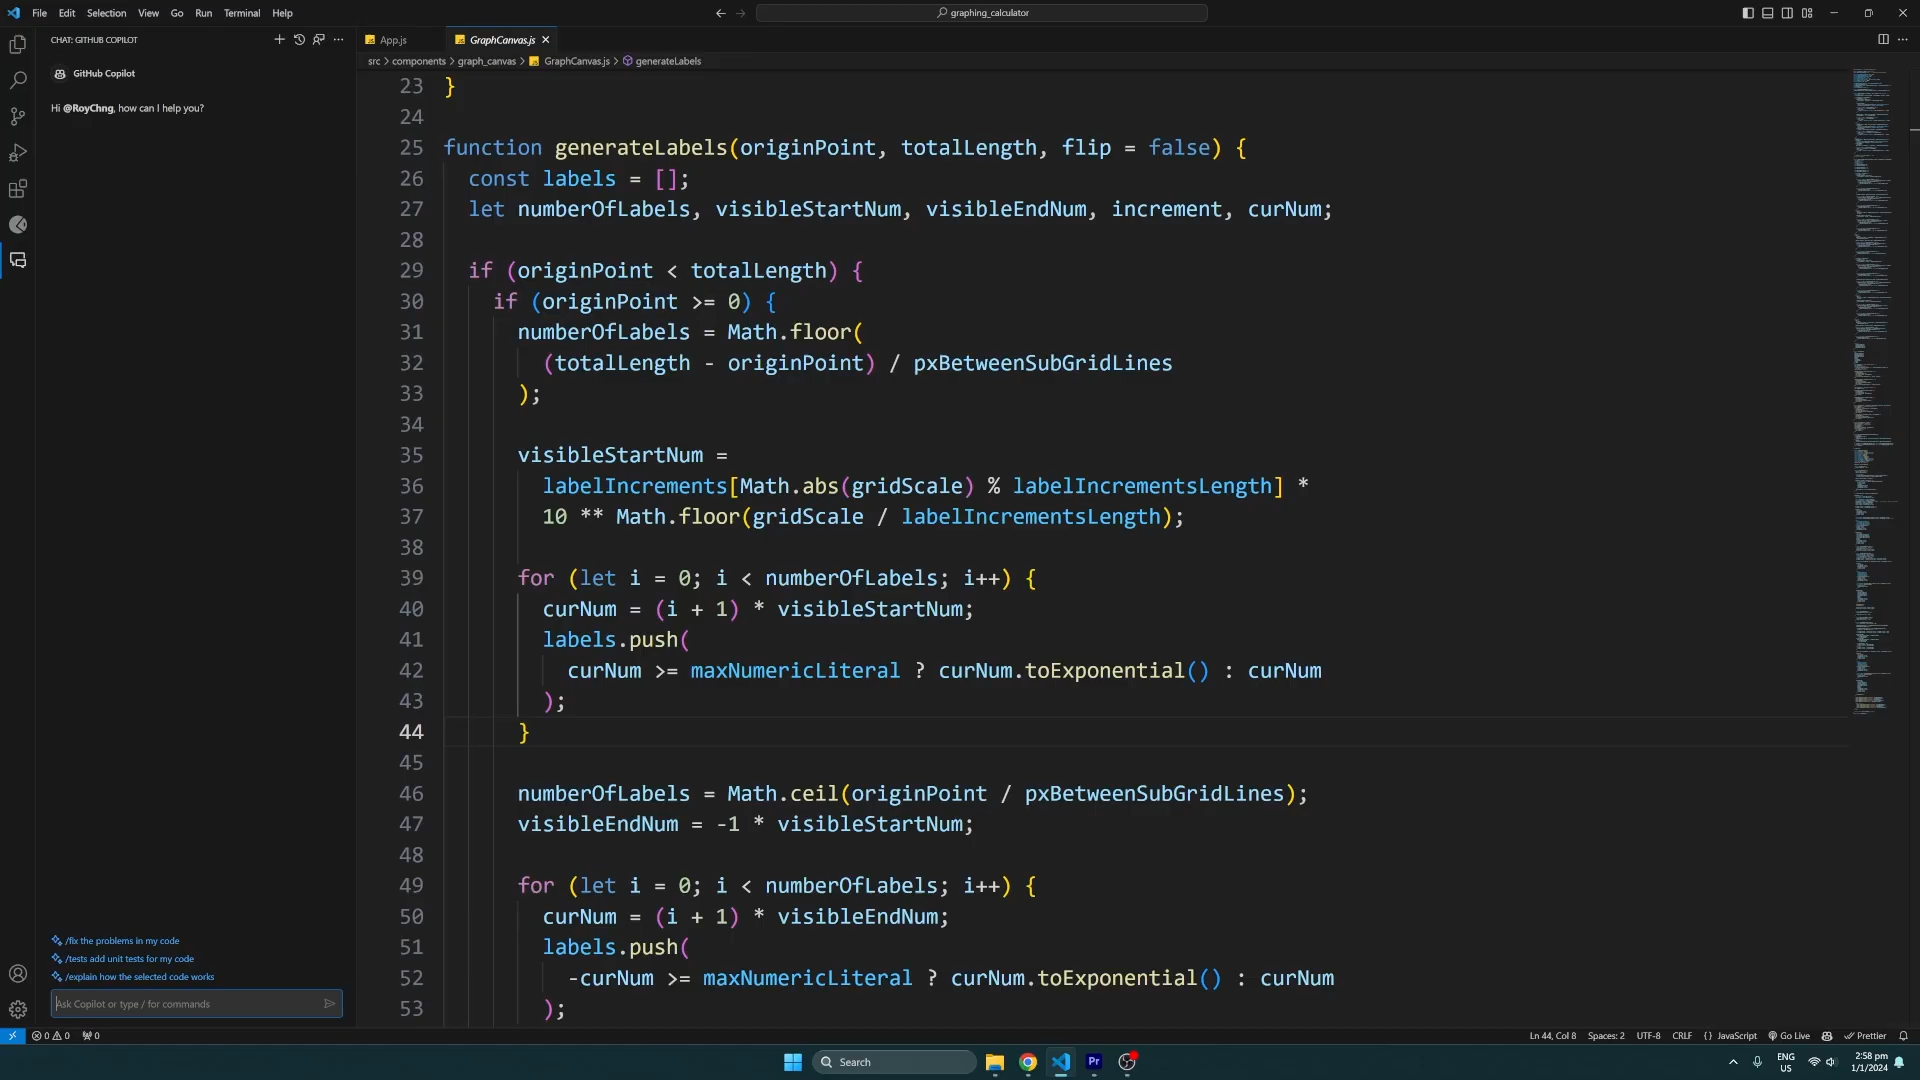 File Edit Selection View Go Run Terminal Help
graphing_calculator
CHAT: GITHUB COPILOT
GitHub Copilot
Hi @RoyChng, how can I help you?
/fix the problems in my code
/tests add unit tests for my code
/explain how the selected code works
Ask Copilot or type / for commands
App.js
GraphCanvas.js
src > components > graph_canvas > GraphCanvas.js > generateLabels
23 }
24
25 function generateLabels(originPoint, totalLength, flip = false) {
26 const labels = [];
27 let numberOfLabels, visibleStartNum, visibleEndNum, increment, curNum;
28
29 if (originPoint < totalLength) {
30 if (originPoint >= 0) {
31 numberOfLabels = Math.floor(
32 (totalLength - originPoint) / pxBetweenSubGridLines
33 );
34
35 visibleStartNum =
36 labelIncrements[Math.abs(gridScale) % labelIncrementsLength] *
37 10 ** Math.floor(gridScale / labelIncrementsLength);
38
39 for (let i = 0; i < numberOfLabels; i++) {
40 curNum = (i + 1) * visibleStartNum;
41 labels.push(
42 curNum >= maxNumericLiteral ? curNum.toExponential() : curNum
43 );
44 }
45
46 numberOfLabels = Math.ceil(originPoint / pxBetweenSubGridLines);
47 visibleEndNum = -1 * visibleStartNum;
48
49 for (let i = 0; i < numberOfLabels; i++) {
50 curNum = (i + 1) * visibleEndNum;
51 labels.push(
52 -curNum >= maxNumericLiteral ? curNum.toExponential() : curNum
53 );
0 0 0
Ln 44, Col 8 Spaces: 2 UTF-8 CRLF {} JavaScript Go Live Prettier
Search
Pr
ENG
US
2:58 pm
1/1/2024